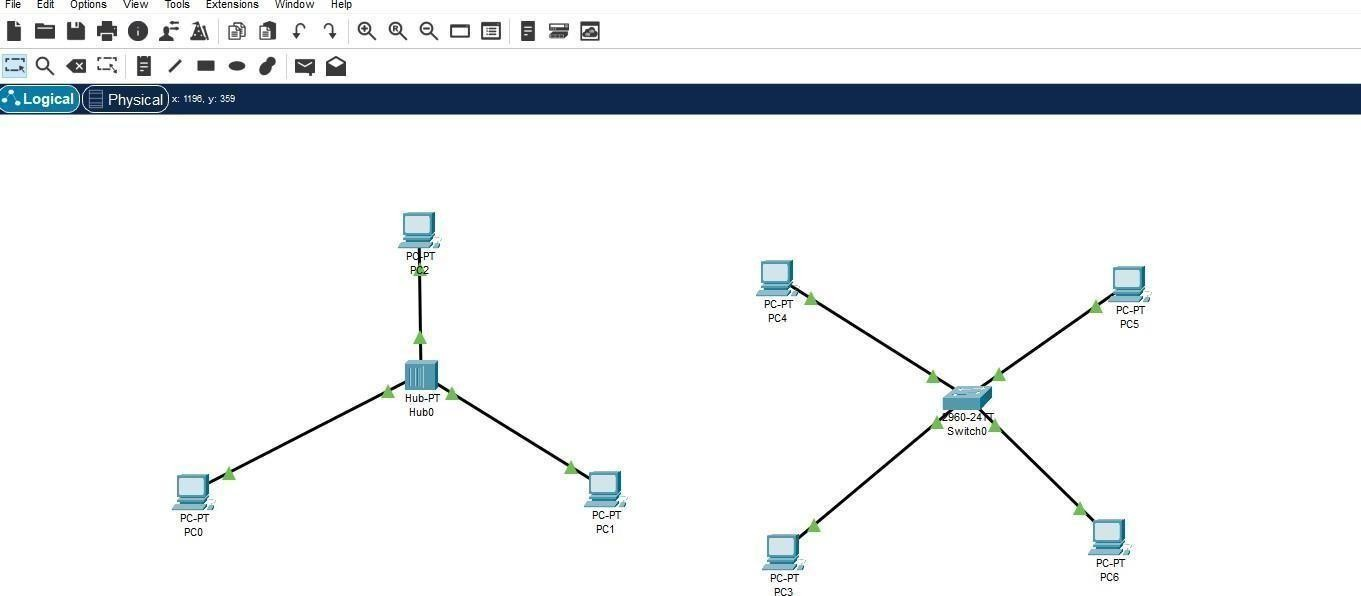 File Edit Options View Tools Extensions Window Help
Logical Physical x: 1196, y: 359
PC-PT
PC2
PC-PT
PC4
PC-PT
PC5
Hub-PT
Hub0
2960-24TT
Switch0
PC-PT
PC0
PC-PT
PC1
PC-PT
PC3
PC-PT
PC6